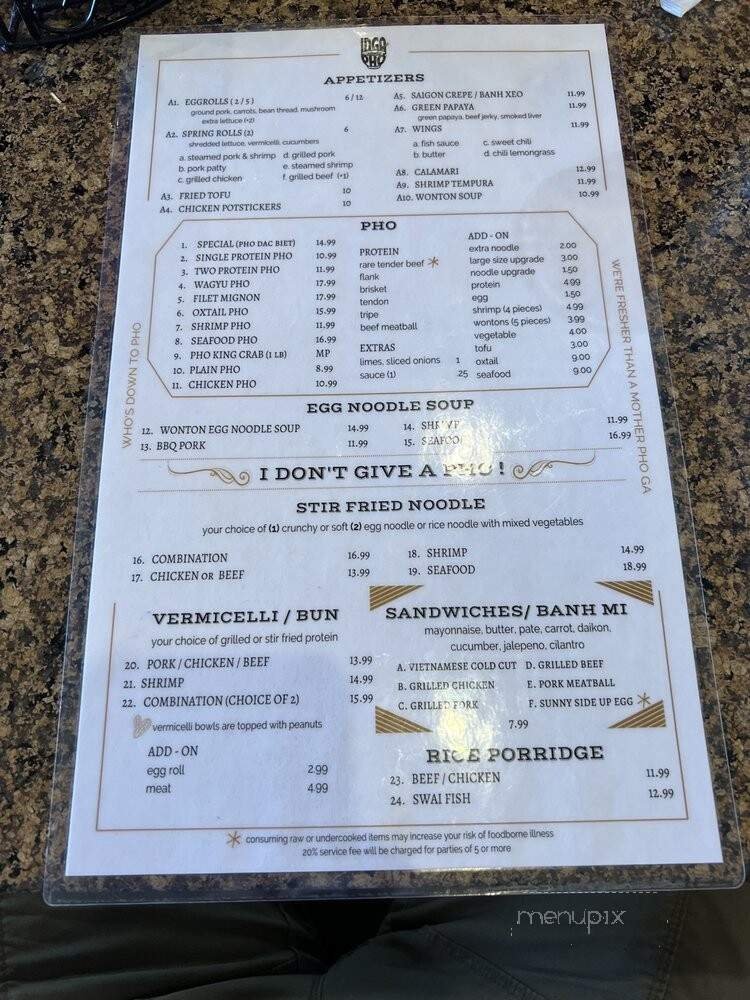 IDGA
PHO
APPETIZERS
A1. EGGROLLS (2/5) 6/12
ground pork, carrots, bean thread, mushroom
extra lettuce (+2)
A2. SPRING ROLLS (2) 6
shredded lettuce, vermicelli, cucumbers
a. steamed pork & shrimp d. grilled pork
b. pork patty e. steamed shrimp
c. grilled chicken f. grilled beef (+1)
A3. FRIED TOFU 10
A4. CHICKEN POTSTICKERS 10
A5. SAIGON CREPE / BANH XEO 11.99
A6. GREEN PAPAYA 11.99
green papaya, beef jerky, smoked liver
A7. WINGS 11.99
a. fish sauce c. sweet chili
b. butter d. chili lemongrass
A8. CALAMARI 12.99
A9. SHRIMP TEMPURA 11.99
A10. WONTON SOUP 10.99
PHO
1. SPECIAL (PHO DAC BIET) 14.99
2. SINGLE PROTEIN PHO 10.99
3. TWO PROTEIN PHO 11.99
4. WAGYU PHO 17.99
5. FILET MIGNON 17.99
6. OXTAIL PHO 15.99
7. SHRIMP PHO 11.99
8. SEAFOOD PHO 16.99
9. PHO KING CRAB (1 LB) MP
10. PLAIN PHO 8.99
11. CHICKEN PHO 10.99
PROTEIN
rare tender beef *
flank
brisket
tendon
tripe
beef meatball
EXTRAS
limes, sliced onions 1
sauce (1) 25
ADD - ON
extra noodle 2.00
large size upgrade 3.00
noodle upgrade 1.50
protein 4.99
egg 1.50
shrimp (4 pieces) 4.99
wontons (5 pieces) 3.99
vegetable 4.00
tofu 3.00
oxtail 9.00
seafood 9.00
WHO'S DOWN TO PHO
WE'RE FRESHER THAN A MOTHER PHO GA
EGG NOODLE SOUP
12. WONTON EGG NOODLE SOUP 14.99
13. BBQ PORK 11.99
14. SHRIMP 11.99
15. SEAFOOD 16.99
I DON'T GIVE A PHO !
STIR FRIED NOODLE
your choice of (1) crunchy or soft (2) egg noodle or rice noodle with mixed vegetables
16. COMBINATION 16.99
17. CHICKEN OR BEEF 13.99
18. SHRIMP 14.99
19. SEAFOOD 18.99
VERMICELLI / BUN
your choice of grilled or stir fried protein
20. PORK / CHICKEN / BEEF 13.99
21. SHRIMP 14.99
22. COMBINATION (CHOICE OF 2) 15.99
vermicelli bowls are topped with peanuts
ADD - ON
egg roll 2.99
meat 4.99
SANDWICHES/ BANH MI
mayonnaise, butter, pate, carrot, daikon,
cucumber, jalepeno, cilantro
A. VIETNAMESE COLD CUT D. GRILLED BEEF
B. GRILLED CHICKEN E. PORK MEATBALL
C. GRILLED PORK F. SUNNY SIDE UP EGG *
7.99
RICE PORRIDGE
23. BEEF / CHICKEN 11.99
24. SWAI FISH 12.99
* consuming raw or undercooked items may increase your risk of foodborne illness
20% service fee will be charged for parties of 5 or more
menupix